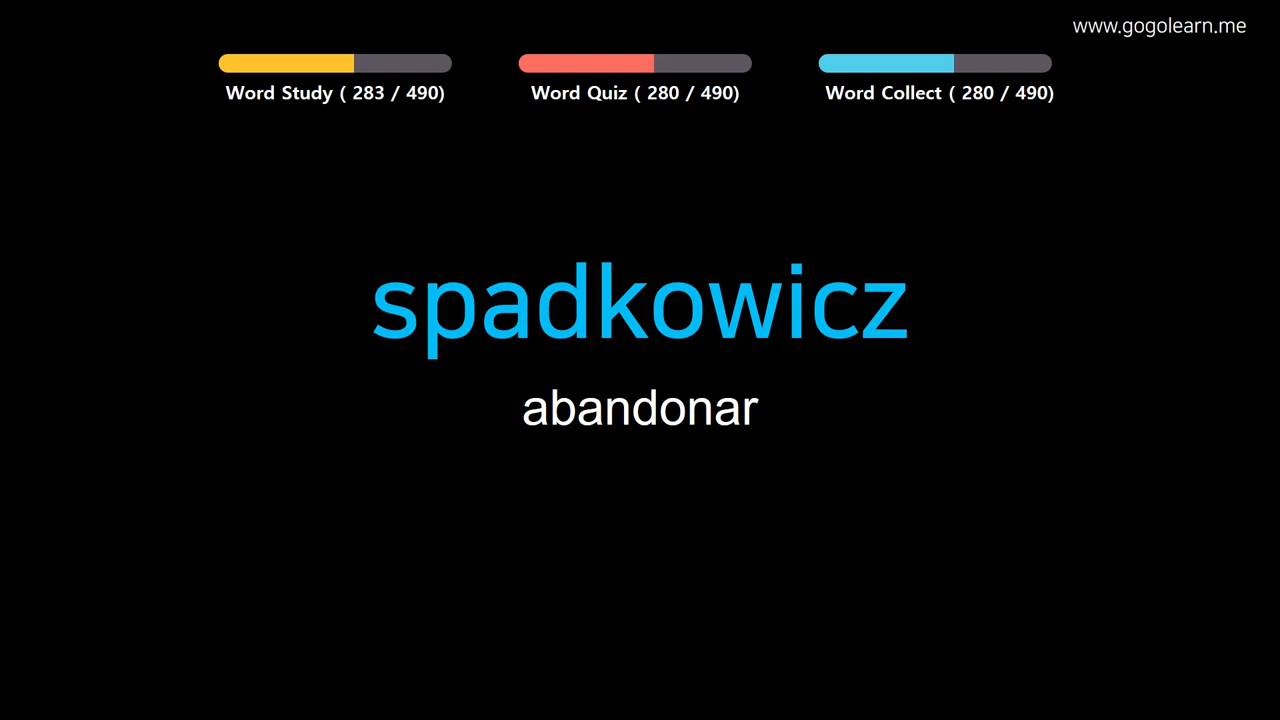 www.gogolearn.me
Word Study ( 283 / 490)
Word Quiz ( 280 / 490)
Word Collect ( 280 / 490)
spadkowicz
abandonar